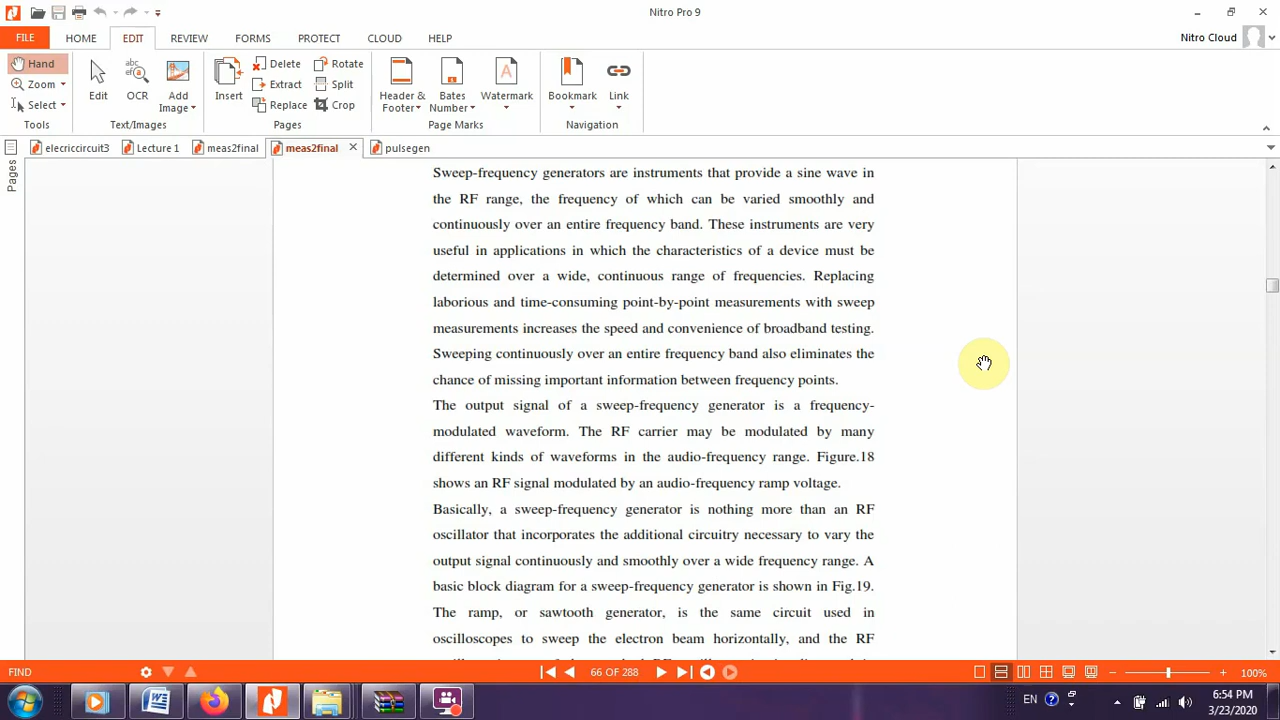 Nitro Pro 9
FILE HOME EDIT REVIEW FORMS PROTECT CLOUD HELP Nitro Cloud
Hand
Zoom
Select
Tools
Edit
OCR
Add
Image
Text/Images
Insert
Delete
Extract
Replace
Rotate
Split
Crop
Pages
Header &
Footer
Bates
Number
Watermark
Page Marks
Bookmark
Link
Navigation
elecriccircuit3 Lecture 1 meas2final meas2final pulsegen
Pages
Sweep-frequency generators are instruments that provide a sine wave in
the RF range, the frequency of which can be varied smoothly and
continuously over an entire frequency band. These instruments are very
useful in applications in which the characteristics of a device must be
determined over a wide, continuous range of frequencies. Replacing
laborious and time-consuming point-by-point measurements with sweep
measurements increases the speed and convenience of broadband testing.
Sweeping continuously over an entire frequency band also eliminates the
chance of missing important information between frequency points.
The output signal of a sweep-frequency generator is a frequency-
modulated waveform. The RF carrier may be modulated by many
different kinds of waveforms in the audio-frequency range. Figure.18
shows an RF signal modulated by an audio-frequency ramp voltage.
Basically, a sweep-frequency generator is nothing more than an RF
oscillator that incorporates the additional circuitry necessary to vary the
output signal continuously and smoothly over a wide frequency range. A
basic block diagram for a sweep-frequency generator is shown in Fig.19.
The ramp, or sawtooth generator, is the same circuit used in
oscilloscopes to sweep the electron beam horizontally, and the RF
FIND 66 OF 288 100%
EN 6:54 PM
3/23/2020